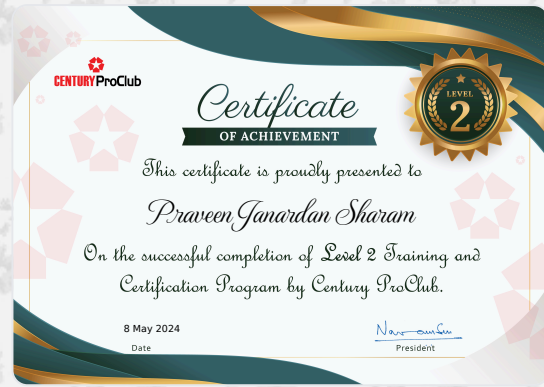 CENTURY ProClub
Certificate
OF ACHIEVEMENT
LEVEL
2
This certificate is proudly presented to
Praveen Janardan Sharam
On the successful completion of Level 2 Training and
Certification Program by Century ProClub.
8 May 2024
Date
President